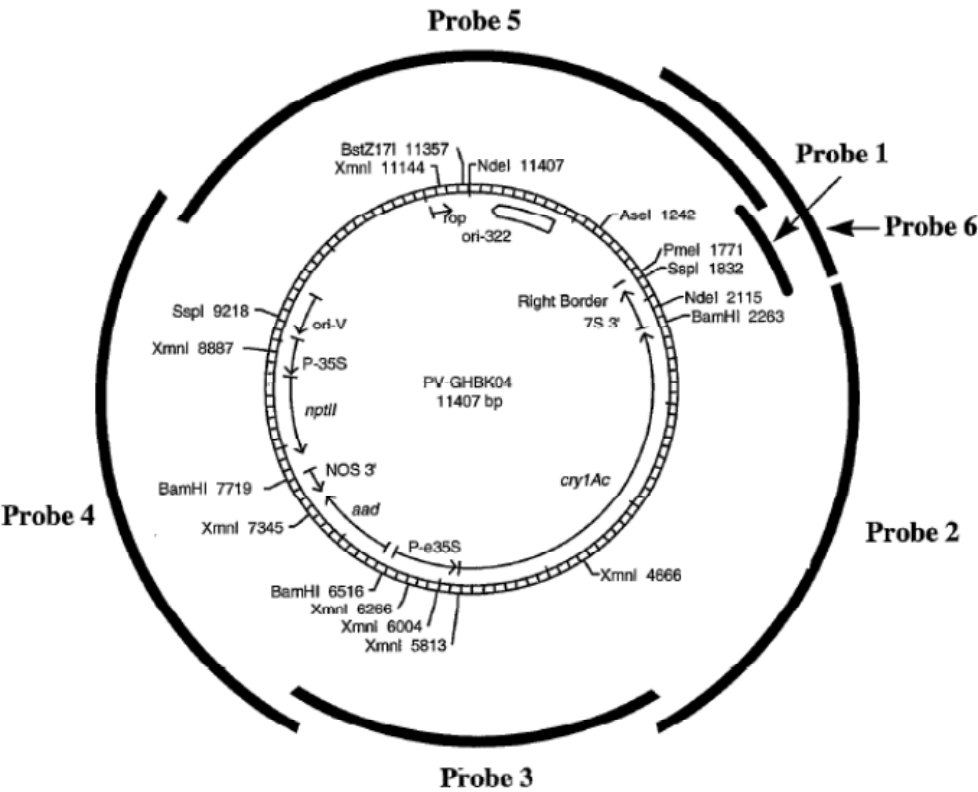 Probe 5
BstZ17I 11357
XmnI 11144
NdeI 11407
Probe 1
rop
ori-322
AseI 1242
Probe 6
PmeI 1771
SspI 1832
Right Border
NdeI 2115
7S 3'
BamHI 2263
SspI 9218
ori-V
XmnI 8887
P-35S
PV-GHBK04
11407 bp
nptII
NOS 3'
cry1Ac
BamHI 7719
aad
Probe 4
XmnI 7345
Probe 2
P-e35S
XmnI 4666
BamHI 6516
XmnI 6266
XmnI 6004
XmnI 5813
Probe 3